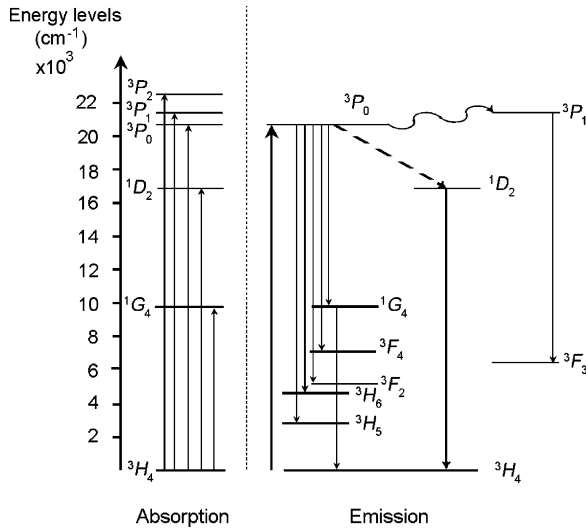 Energy levels
(cm⁻¹)
x10³
22
20
18
16
14
12
10
8
6
4
2
³P₂
³P₁
³P₀
¹D₂
¹G₄
³H₄
³P₀
³P₁
¹D₂
¹G₄
³F₄
³F₃
³F₂
³H₆
³H₅
³H₄
Absorption
Emission